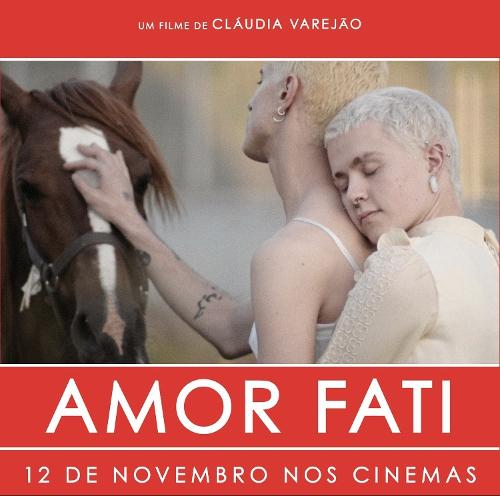 UM FILME DE CLÁUDIA VAREJÃO
AMOR FATI
12 DE NOVEMBRO NOS CINEMAS